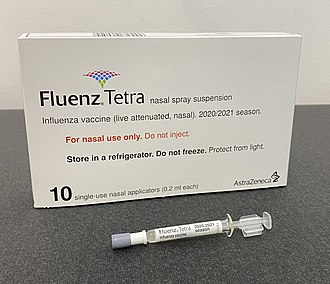 Fluenz Tetra nasal spray suspension
Influenza vaccine (live attenuated, nasal). 2020/2021 season.
For nasal use only. Do not inject.
Store in a refrigerator. Do not freeze. Protect from light.
10 single-use nasal applicators (0.2 ml each)
AstraZeneca
Fluenz Tetra 2020/2021
influenza vaccine season